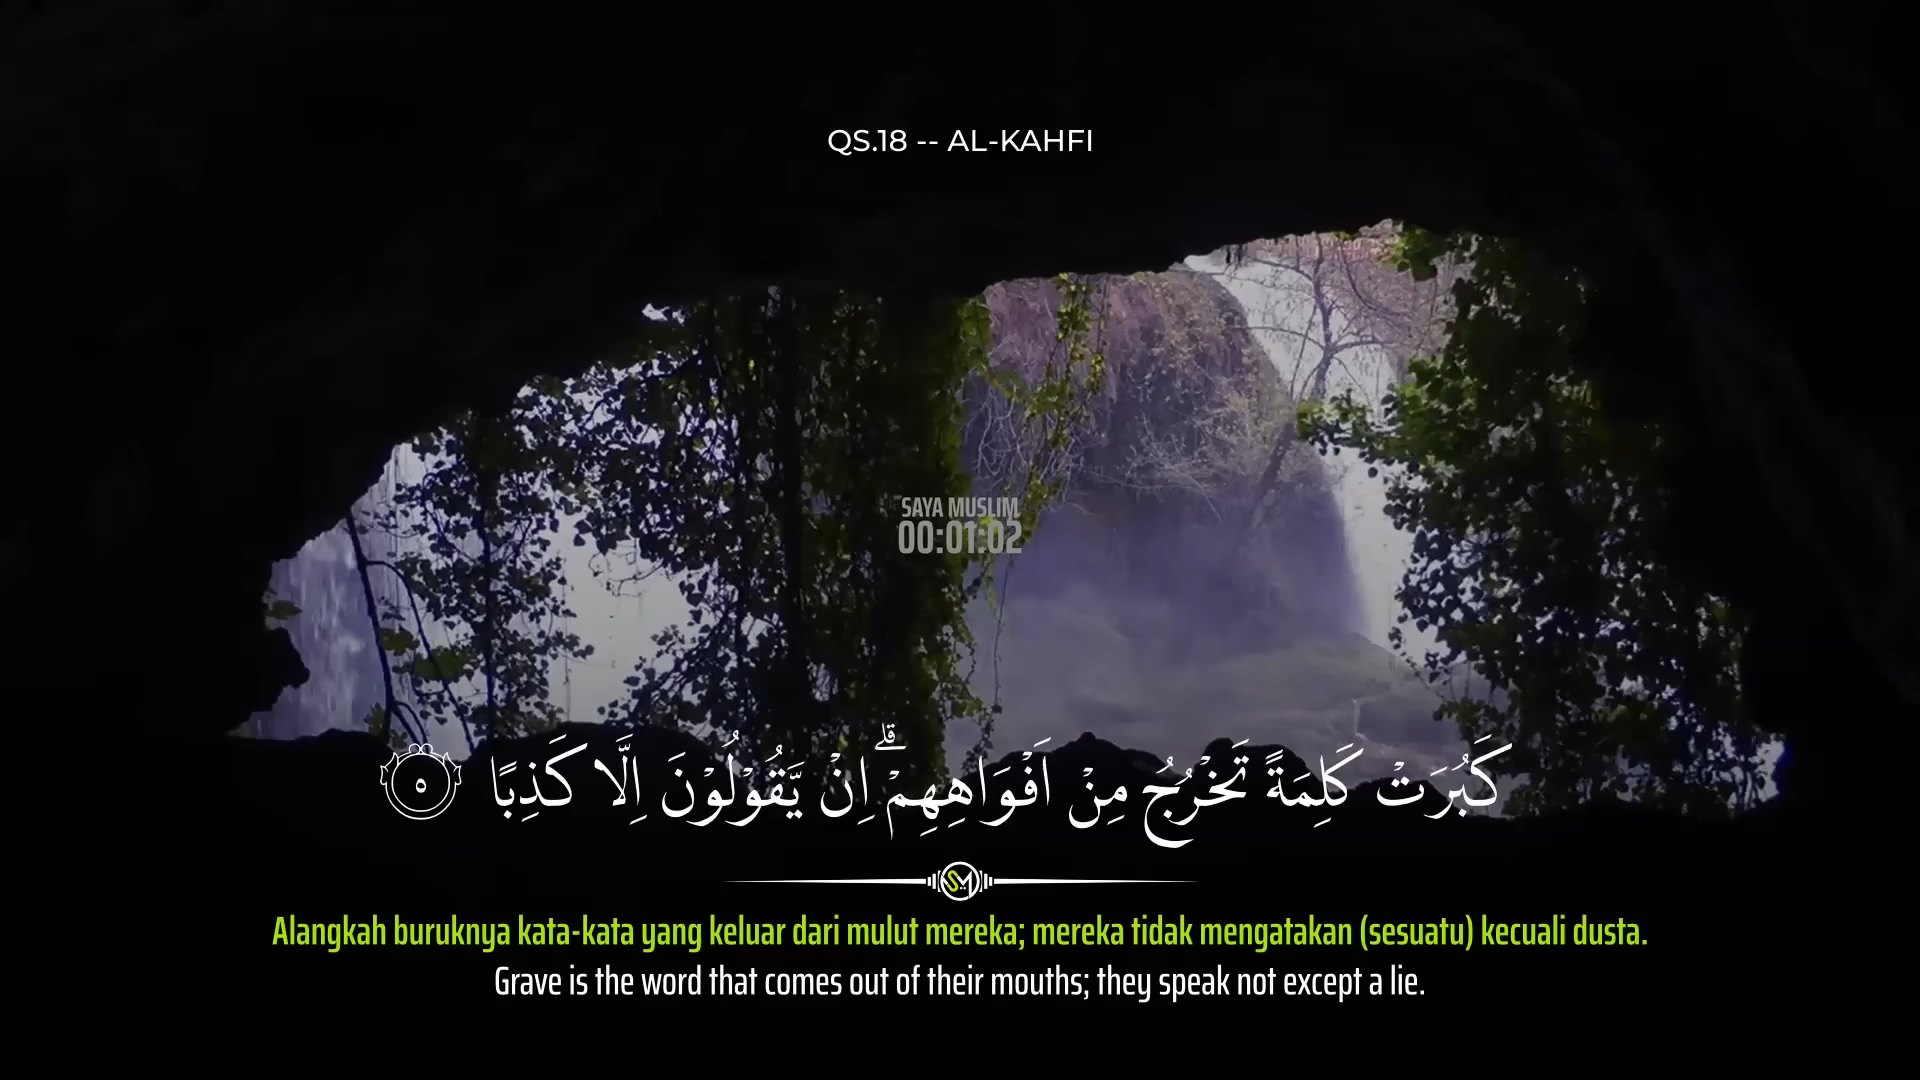 QS.18 -- AL-KAHFI
SAYA MUSLIM
00:01:02
كَبُرَتْ كَلِمَةً تَخْرُجُ مِنْ اَفْوَاهِهِمْۗ اِنْ يَّقُوْلُوْنَ اِلَّا كَذِبًا ٥
SM
Alangkah buruknya kata-kata yang keluar dari mulut mereka; mereka tidak mengatakan (sesuatu) kecuali dusta.
Grave is the word that comes out of their mouths; they speak not except a lie.